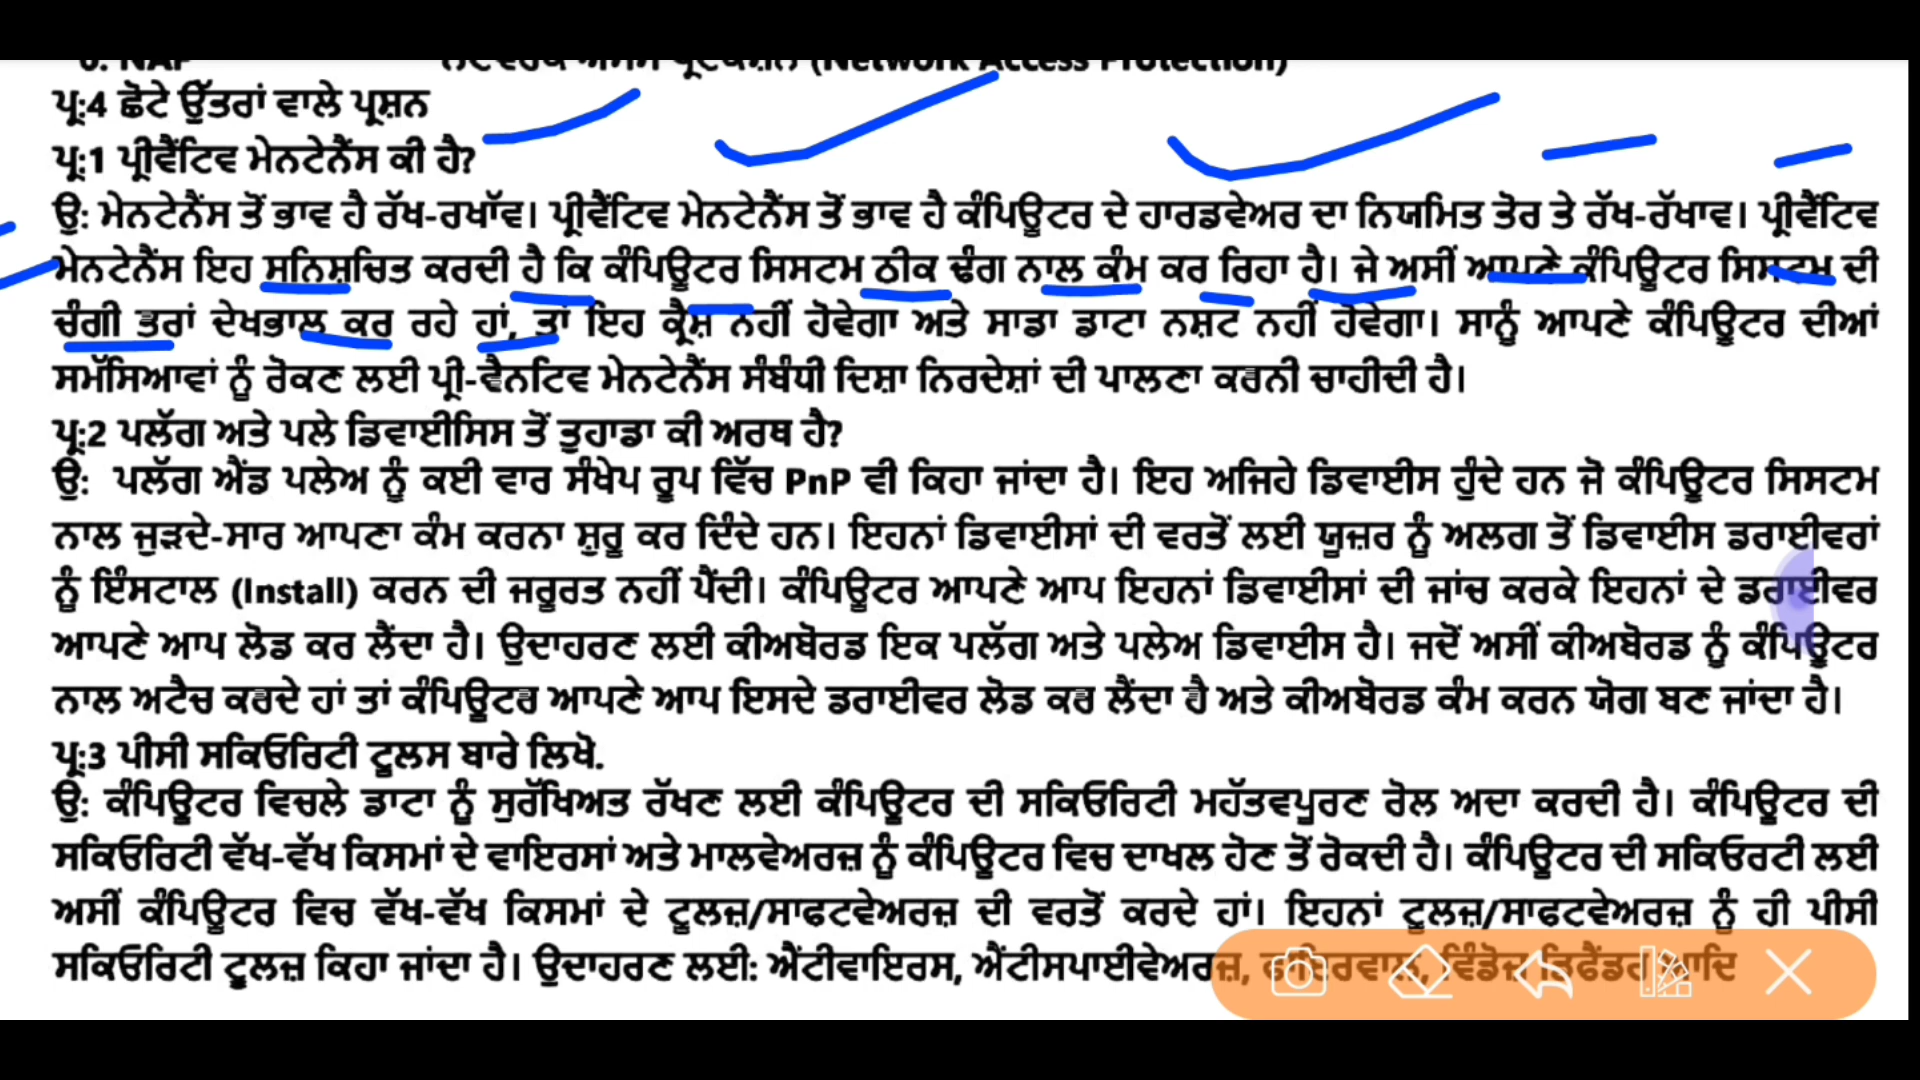 6. NAP ਨੈਟਵਰਕ ਐਸੇਸ ਪ੍ਰੋਟੈਕਸ਼ਨ (Network Access Protection)
ਪ੍ਰ:4 ਛੋਟੇ ਉੱਤਰਾਂ ਵਾਲੇ ਪ੍ਰਸ਼ਨ
ਪ੍ਰ:1 ਪ੍ਰੀਵੈਂਟਿਵ ਮੇਨਟੇਨੈਂਸ ਕੀ ਹੈ?
ਉ: ਮੇਨਟੇਨੈਂਸ ਤੋਂ ਭਾਵ ਹੈ ਰੱਖ-ਰਖਾੱਵ। ਪ੍ਰੀਵੈਂਟਿਵ ਮੇਨਟੇਨੈਂਸ ਤੋਂ ਭਾਵ ਹੈ ਕੰਪਿਊਟਰ ਦੇ ਹਾਰਡਵੇਅਰ ਦਾ ਨਿਯਮਿਤ ਤੋਰ ਤੇ ਰੱਖ-ਰੱਖਾਵ। ਪ੍ਰੀਵੈਂਟਿਵ
ਮੇਨਟੇਨੈਂਸ ਇਹ ਸੁਨਿਸ਼ਚਿਤ ਕਰਦੀ ਹੈ ਕਿ ਕੰਪਿਊਟਰ ਸਿਸਟਮ ਠੀਕ ਢੰਗ ਨਾਲ ਕੰਮ ਕਰ ਰਿਹਾ ਹੈ। ਜੇ ਅਸੀਂ ਆਪਣੇ ਕੰਪਿਊਟਰ ਸਿਸਟਮ ਦੀ
ਚੰਗੀ ਤਰਾਂ ਦੇਖਭਾਲ ਕਰ ਰਹੇ ਹਾਂ, ਤਾਂ ਇਹ ਕ੍ਰੈਸ਼ ਨਹੀਂ ਹੋਵੇਗਾ ਅਤੇ ਸਾਡਾ ਡਾਟਾ ਨਸ਼ਟ ਨਹੀਂ ਹੋਵੇਗਾ। ਸਾਨੂੰ ਆਪਣੇ ਕੰਪਿਊਟਰ ਦੀਆਂ
ਸਮੱਸਿਆਵਾਂ ਨੂੰ ਰੋਕਣ ਲਈ ਪ੍ਰੀ-ਵੈਨਟਿਵ ਮੇਨਟੇਨੈਂਸ ਸੰਬੰਧੀ ਦਿਸ਼ਾ ਨਿਰਦੇਸ਼ਾਂ ਦੀ ਪਾਲਣਾ ਕਰਨੀ ਚਾਹੀਦੀ ਹੈ।
ਪ੍ਰ:2 ਪਲੱਗ ਅਤੇ ਪਲੇ ਡਿਵਾਈਸਿਸ ਤੋਂ ਤੁਹਾਡਾ ਕੀ ਅਰਥ ਹੈ?
ਉ: ਪਲੱਗ ਐਂਡ ਪਲੇਅ ਨੂੰ ਕਈ ਵਾਰ ਸੰਖੇਪ ਰੂਪ ਵਿੱਚ PnP ਵੀ ਕਿਹਾ ਜਾਂਦਾ ਹੈ। ਇਹ ਅਜਿਹੇ ਡਿਵਾਈਸ ਹੁੰਦੇ ਹਨ ਜੋ ਕੰਪਿਊਟਰ ਸਿਸਟਮ
ਨਾਲ ਜੁੜਦੇ-ਸਾਰ ਆਪਣਾ ਕੰਮ ਕਰਨਾ ਸ਼ੁਰੂ ਕਰ ਦਿੰਦੇ ਹਨ। ਇਹਨਾਂ ਡਿਵਾਈਸਾਂ ਦੀ ਵਰਤੋਂ ਲਈ ਯੂਜ਼ਰ ਨੂੰ ਅਲਗ ਤੋਂ ਡਿਵਾਈਸ ਡਰਾਈਵਰਾਂ
ਨੂੰ ਇੰਸਟਾਲ (Install) ਕਰਨ ਦੀ ਜਰੂਰਤ ਨਹੀਂ ਪੈਂਦੀ। ਕੰਪਿਊਟਰ ਆਪਣੇ ਆਪ ਇਹਨਾਂ ਡਿਵਾਈਸਾਂ ਦੀ ਜਾਂਚ ਕਰਕੇ ਇਹਨਾਂ ਦੇ ਡਰਾਈਵਰ
ਆਪਣੇ ਆਪ ਲੋਡ ਕਰ ਲੈਂਦਾ ਹੈ। ਉਦਾਹਰਣ ਲਈ ਕੀਅਬੋਰਡ ਇਕ ਪਲੱਗ ਅਤੇ ਪਲੇਅ ਡਿਵਾਈਸ ਹੈ। ਜਦੋਂ ਅਸੀਂ ਕੀਅਬੋਰਡ ਨੂੰ ਕੰਪਿਊਟਰ
ਨਾਲ ਅਟੈਚ ਕਰਦੇ ਹਾਂ ਤਾਂ ਕੰਪਿਊਟਰ ਆਪਣੇ ਆਪ ਇਸਦੇ ਡਰਾਈਵਰ ਲੋਡ ਕਰ ਲੈਂਦਾ ਹੈ ਅਤੇ ਕੀਅਬੋਰਡ ਕੰਮ ਕਰਨ ਯੋਗ ਬਣ ਜਾਂਦਾ ਹੈ।
ਪ੍ਰ:3 ਪੀਸੀ ਸਕਿਓਰਿਟੀ ਟੂਲਸ ਬਾਰੇ ਲਿਖੋ.
ਉ: ਕੰਪਿਊਟਰ ਵਿਚਲੇ ਡਾਟਾ ਨੂੰ ਸੁਰੱਖਿਅਤ ਰੱਖਣ ਲਈ ਕੰਪਿਊਟਰ ਦੀ ਸਕਿਓਰਿਟੀ ਮਹੱਤਵਪੂਰਣ ਰੋਲ ਅਦਾ ਕਰਦੀ ਹੈ। ਕੰਪਿਊਟਰ ਦੀ
ਸਕਿਓਰਿਟੀ ਵੱਖ-ਵੱਖ ਕਿਸਮਾਂ ਦੇ ਵਾਇਰਸਾਂ ਅਤੇ ਮਾਲਵੇਅਰਜ਼ ਨੂੰ ਕੰਪਿਊਟਰ ਵਿਚ ਦਾਖਲ ਹੋਣ ਤੋਂ ਰੋਕਦੀ ਹੈ। ਕੰਪਿਊਟਰ ਦੀ ਸਕਿਓਰਟੀ ਲਈ
ਅਸੀਂ ਕੰਪਿਊਟਰ ਵਿਚ ਵੱਖ-ਵੱਖ ਕਿਸਮਾਂ ਦੇ ਟੂਲਜ਼/ਸਾਫਟਵੇਅਰਜ਼ ਦੀ ਵਰਤੋਂ ਕਰਦੇ ਹਾਂ। ਇਹਨਾਂ ਟੂਲਜ਼/ਸਾਫਟਵੇਅਰਜ਼ ਨੂੰ ਹੀ ਪੀਸੀ
ਸਕਿਓਰਿਟੀ ਟੂਲਜ਼ ਕਿਹਾ ਜਾਂਦਾ ਹੈ। ਉਦਾਹਰਣ ਲਈ: ਐਂਟੀਵਾਇਰਸ, ਐਂਟੀਸਪਾਈਵੇਅਰਜ਼, ਵਿੰਡੋਜ਼